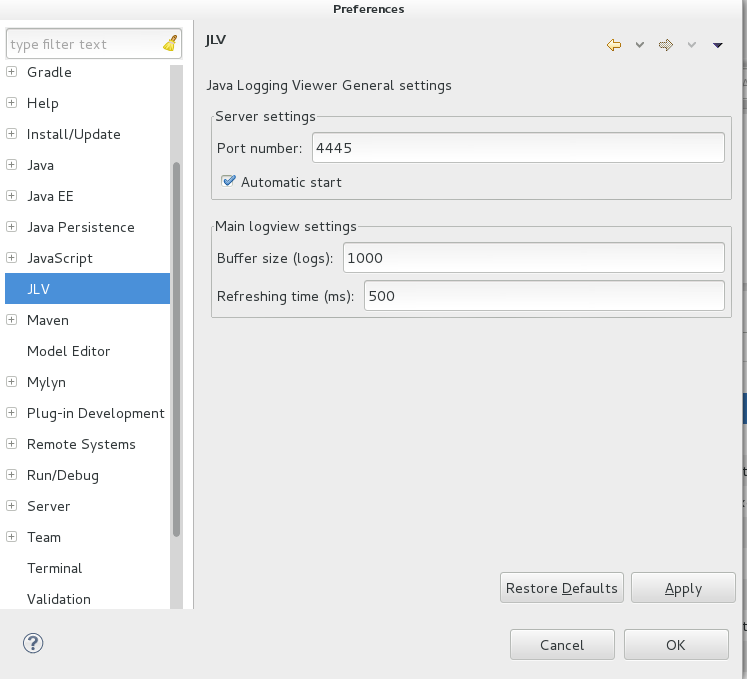 Preferences
type filter text
Gradle
Help
Install/Update
Java
Java EE
Java Persistence
JavaScript
JLV
Maven
Model Editor
Mylyn
Plug-in Development
Remote Systems
Run/Debug
Server
Team
Terminal
Validation
JLV
Java Logging Viewer General settings
Server settings
Port number: 4445
Automatic start
Main logview settings
Buffer size (logs): 1000
Refreshing time (ms): 500
Restore Defaults Apply
Cancel OK